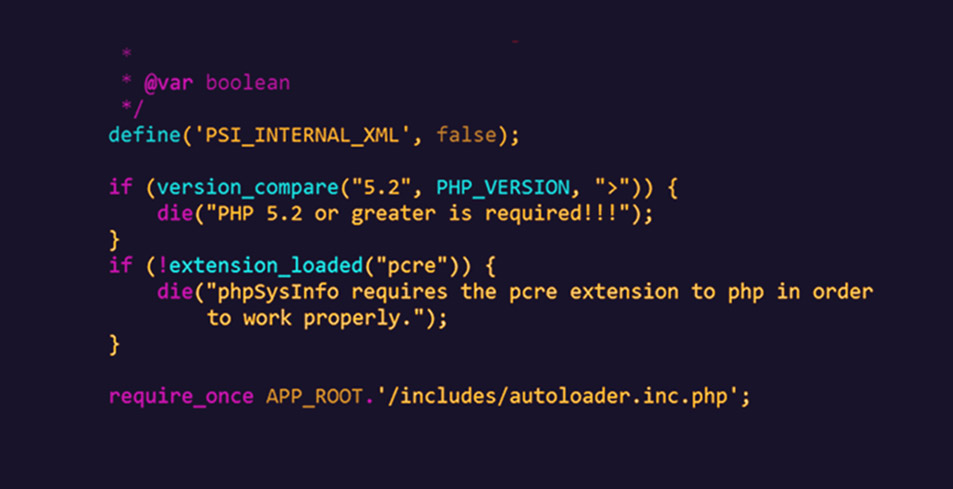 *
* @var boolean
*/
define('PSI_INTERNAL_XML', false);
if (version_compare("5.2", PHP_VERSION, ">")) {
die("PHP 5.2 or greater is required!!!");
}
if (!extension_loaded("pcre")) {
die("phpSysInfo requires the pcre extension to php in order
to work properly.");
}
require_once APP_ROOT.'/includes/autoloader.inc.php';